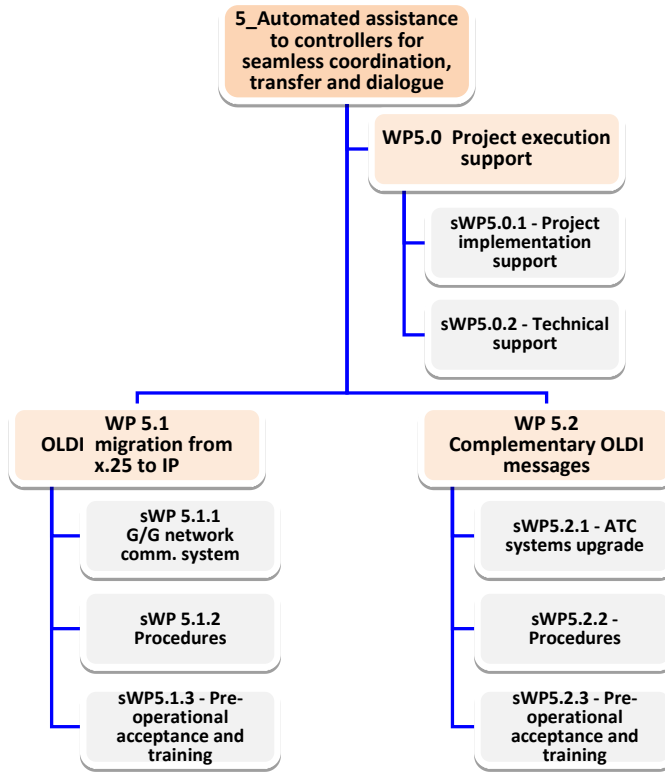 5_Automated assistance
to controllers for
seamless coordination,
transfer and dialogue
WP5.0 Project execution
support
sWP5.0.1 - Project
implementation
support
sWP5.0.2 - Technical
support
WP 5.1
OLDI migration from
x.25 to IP
sWP 5.1.1
G/G network
comm. system
sWP 5.1.2
Procedures
sWP5.1.3 - Pre-
operational
acceptance and
training
WP 5.2
Complementary OLDI
messages
sWP5.2.1 - ATC
systems upgrade
sWP5.2.2 -
Procedures
sWP5.2.3 - Pre-
operational
acceptance and
training